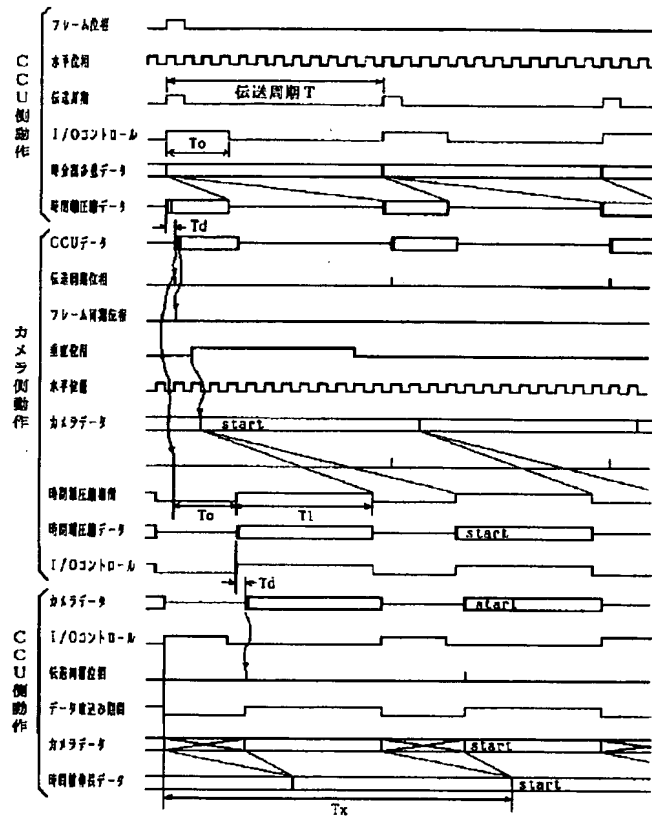 CCU側動作
フレーム位相
水平位相
伝送周期
伝送周期T
I/Oコントロール
To
時分割多重データ
時間軸圧縮データ
Td
カメラ側動作
CCUデータ
伝送同期位相
フレーム同期位相
垂直位相
水平位相
カメラデータ
start
時間軸圧縮期間
To
T1
時間軸圧縮データ
start
I/Oコントロール
Td
CCU側動作
カメラデータ
start
I/Oコントロール
伝送同期位相
データ取込み期間
カメラデータ
start
時間軸伸長データ
start
Tx